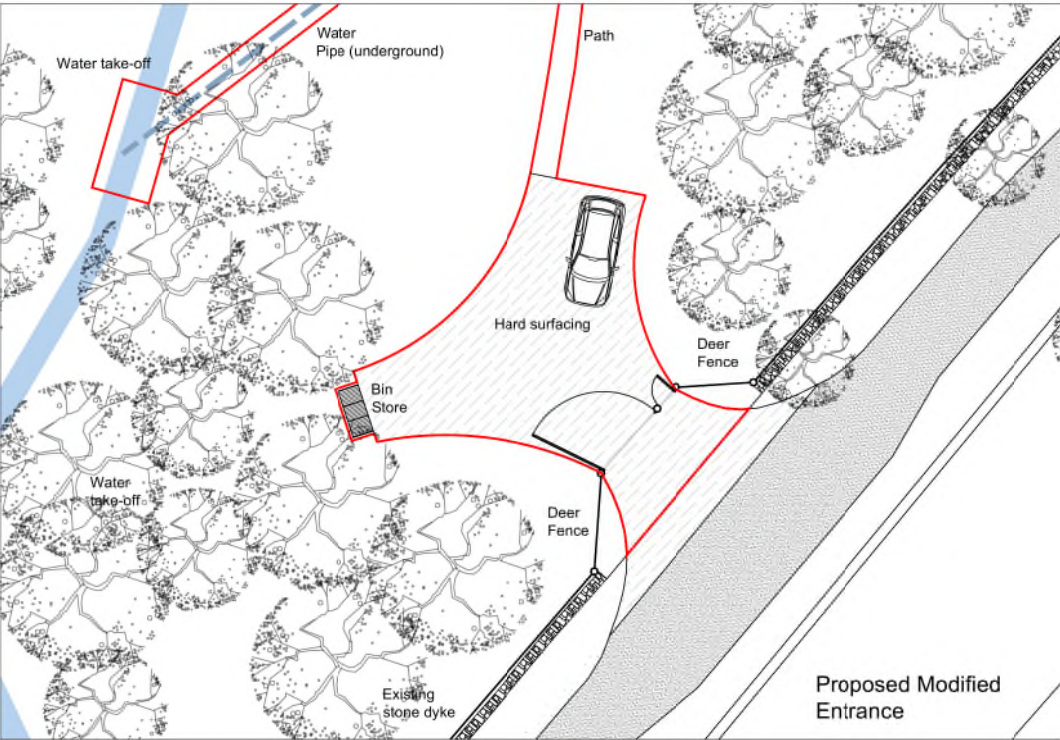 Water
Pipe (underground)
Path
Water take-off
Hard surfacing
Deer
Fence
Bin
Store
Water
take-off
Deer
Fence
Existing
stone dyke
Proposed Modified
Entrance